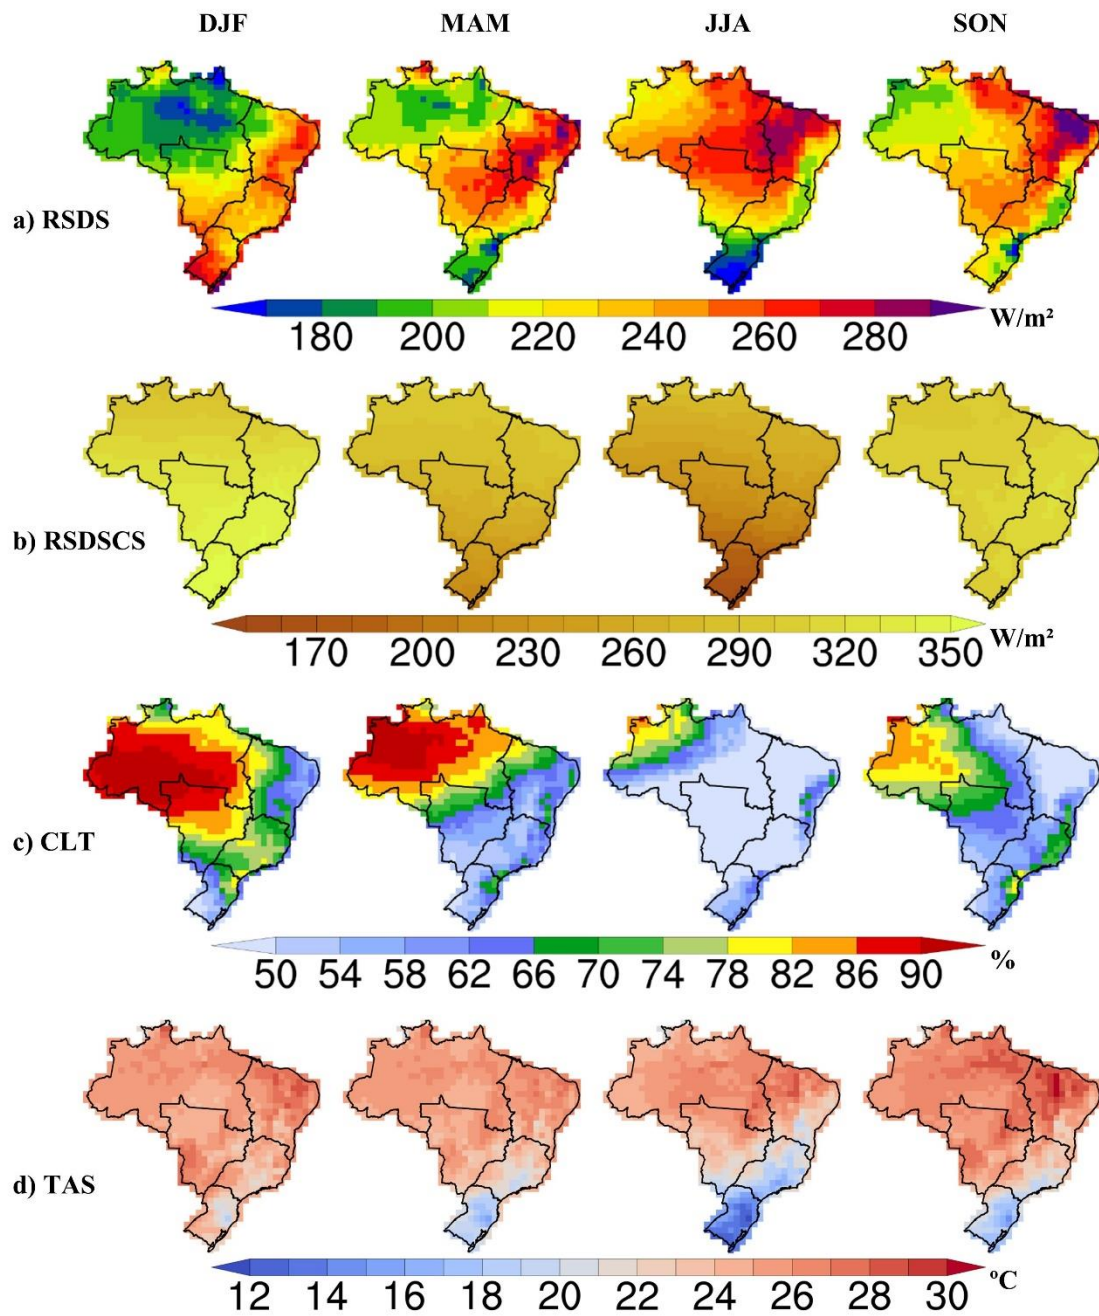 DJF MAM JJA SON
a) RSDS
180 200 220 240 260 280 W/m²
b) RSDSCS
170 200 230 260 290 320 350 W/m²
c) CLT
50 54 58 62 66 70 74 78 82 86 90 %
d) TAS
12 14 16 18 20 22 24 26 28 30 ºC